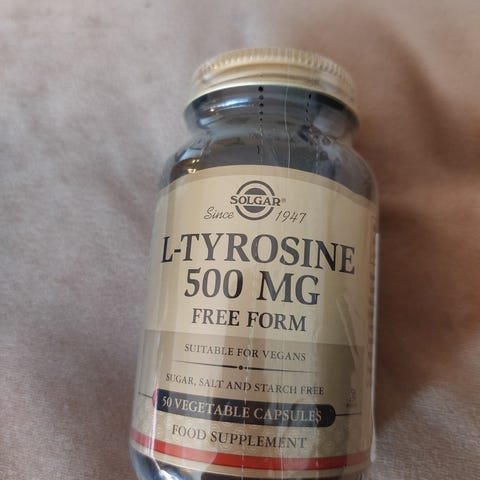 SOLGAR®
Since 1947
L-TYROSINE
500 MG
FREE FORM
SUITABLE FOR VEGANS
SUGAR, SALT AND STARCH FREE
50 VEGETABLE CAPSULES
FOOD SUPPLEMENT